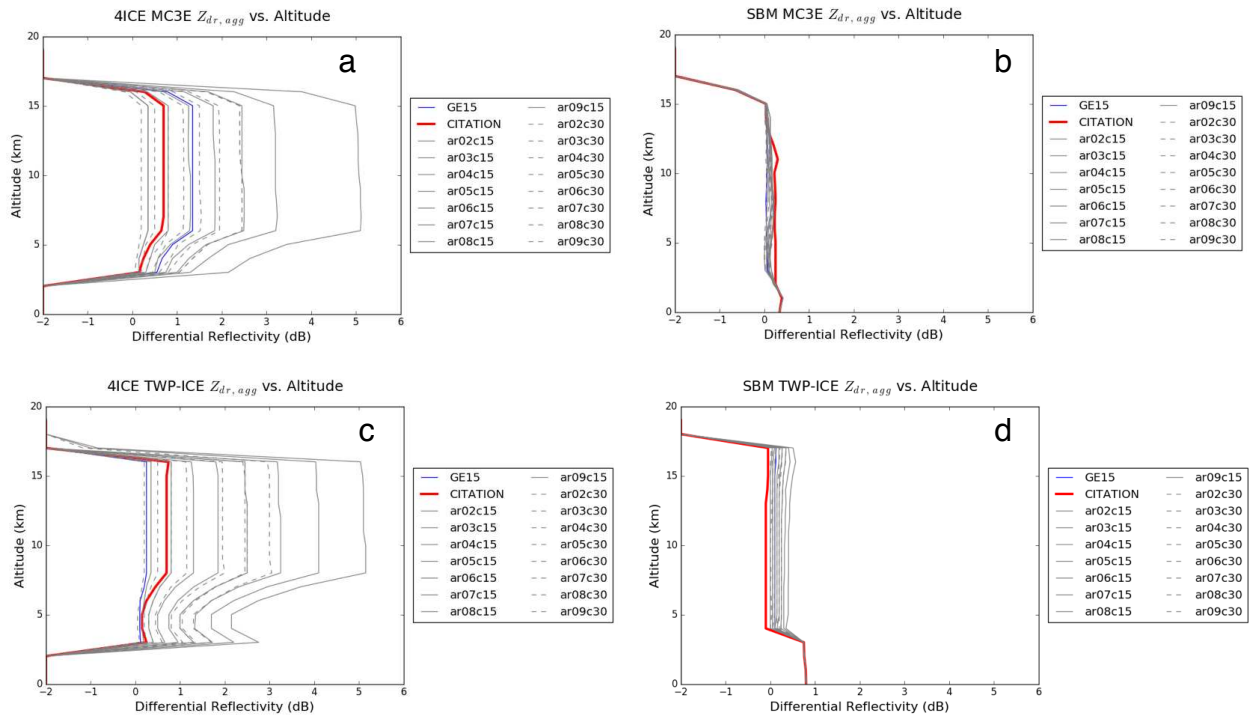 4ICE MC3E Z_{dr, agg} vs. Altitude
a
20
15
10
5
0
Altitude (km)
−2 −1 0 1 2 3 4 5 6
Differential Reflectivity (dB)
GE15 ar09c15
CITATION ar02c30
ar02c15 ar03c30
ar03c15 ar04c30
ar04c15 ar05c30
ar05c15 ar06c30
ar06c15 ar07c30
ar07c15 ar08c30
ar08c15 ar09c30
SBM MC3E Z_{dr, agg} vs. Altitude
b
20
15
10
5
0
Altitude (km)
−2 −1 0 1 2 3 4 5 6
Differential Reflectivity (dB)
GE15 ar09c15
CITATION ar02c30
ar02c15 ar03c30
ar03c15 ar04c30
ar04c15 ar05c30
ar05c15 ar06c30
ar06c15 ar07c30
ar07c15 ar08c30
ar08c15 ar09c30
4ICE TWP-ICE Z_{dr, agg} vs. Altitude
c
20
15
10
5
0
Altitude (km)
−2 −1 0 1 2 3 4 5 6
Differential Reflectivity (dB)
GE15 ar09c15
CITATION ar02c30
ar02c15 ar03c30
ar03c15 ar04c30
ar04c15 ar05c30
ar05c15 ar06c30
ar06c15 ar07c30
ar07c15 ar08c30
ar08c15 ar09c30
SBM TWP-ICE Z_{dr, agg} vs. Altitude
d
20
15
10
5
0
Altitude (km)
−2 −1 0 1 2 3 4 5 6
Differential Reflectivity (dB)
GE15 ar09c15
CITATION ar02c30
ar02c15 ar03c30
ar03c15 ar04c30
ar04c15 ar05c30
ar05c15 ar06c30
ar06c15 ar07c30
ar07c15 ar08c30
ar08c15 ar09c30